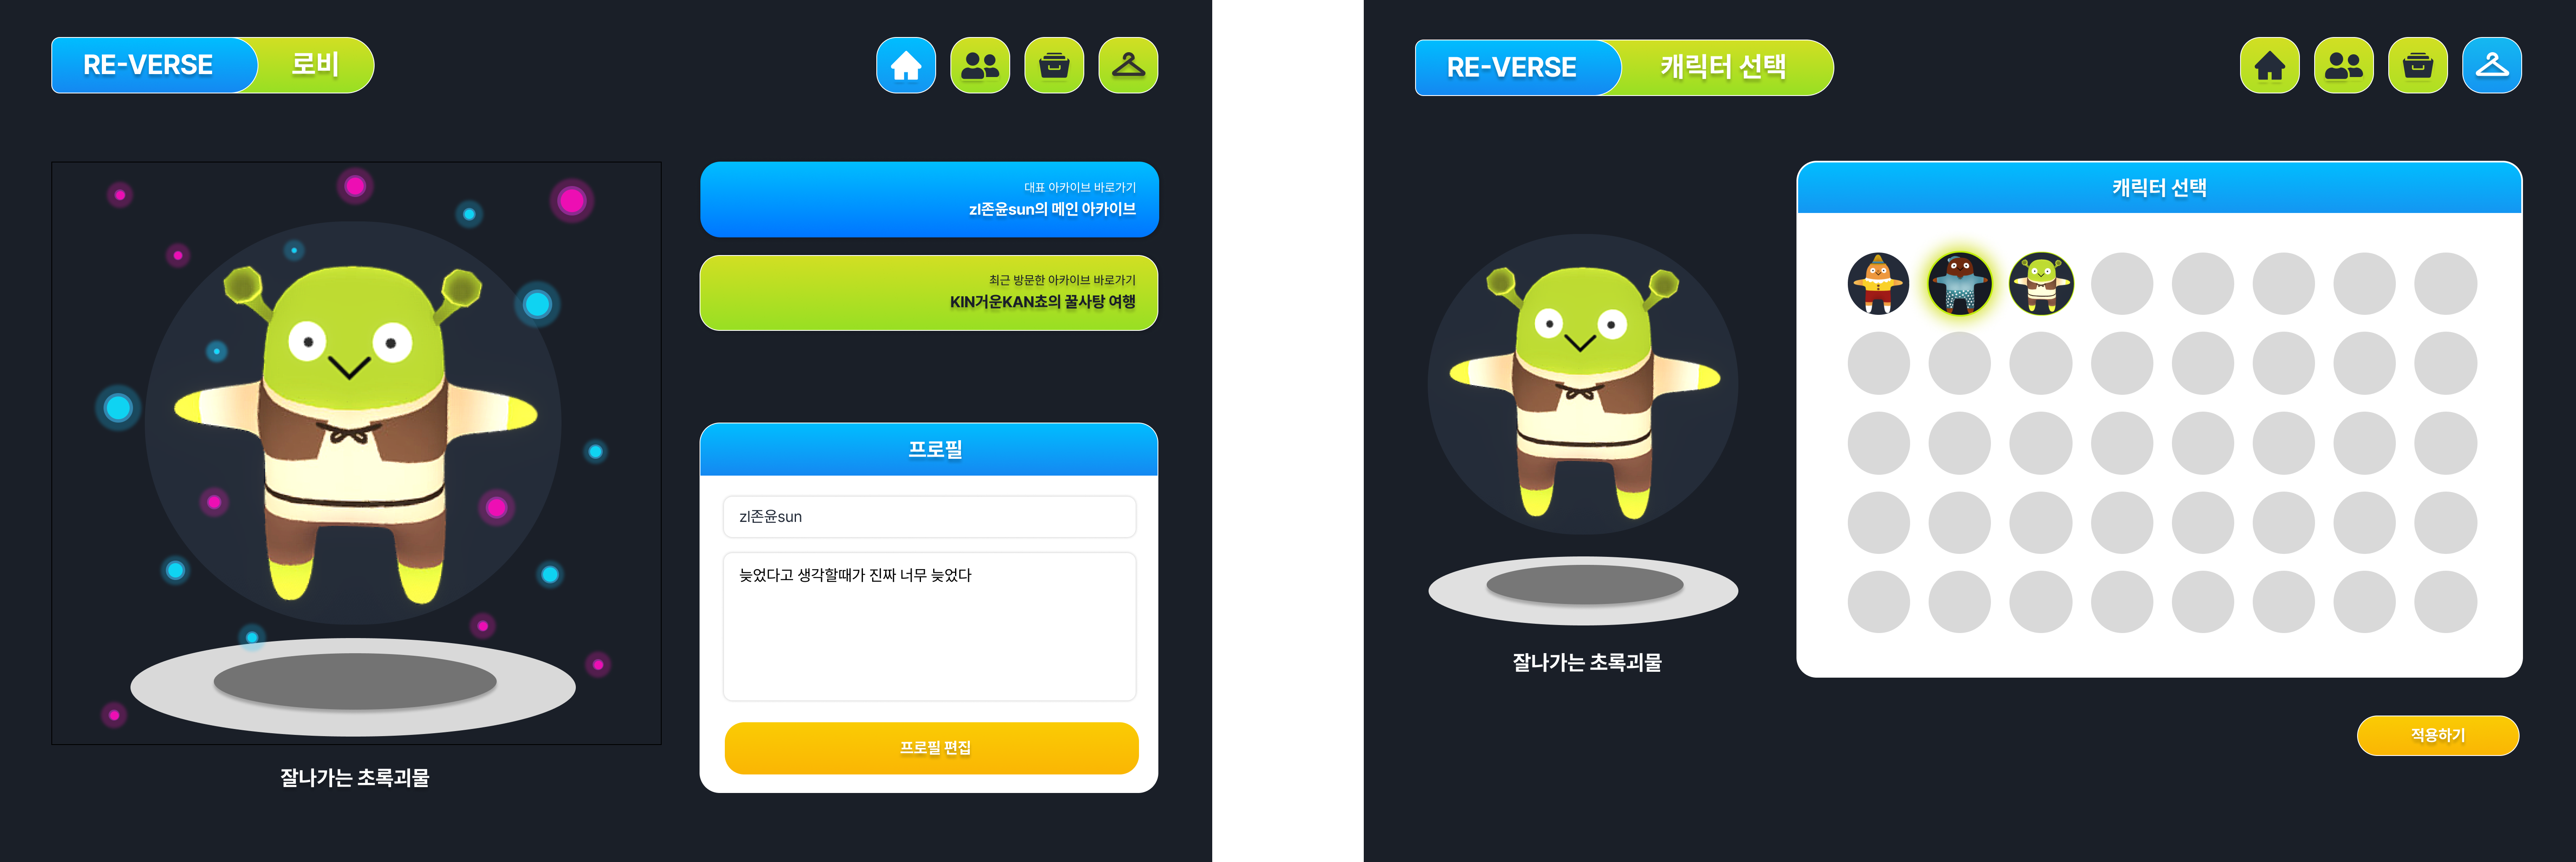 RE-VERSE 로비
대표 아카이브 바로가기
zl존윤sun의 메인 아카이브
최근 방문한 아카이브 바로가기
KIN거운KAN쵸의 꿀사탕 여행
프로필
zl존윤sun
늦었다고 생각할때가 진짜 너무 늦었다
프로필 편집
잘나가는 초록괴물
RE-VERSE 캐릭터 선택
캐릭터 선택
잘나가는 초록괴물
적용하기